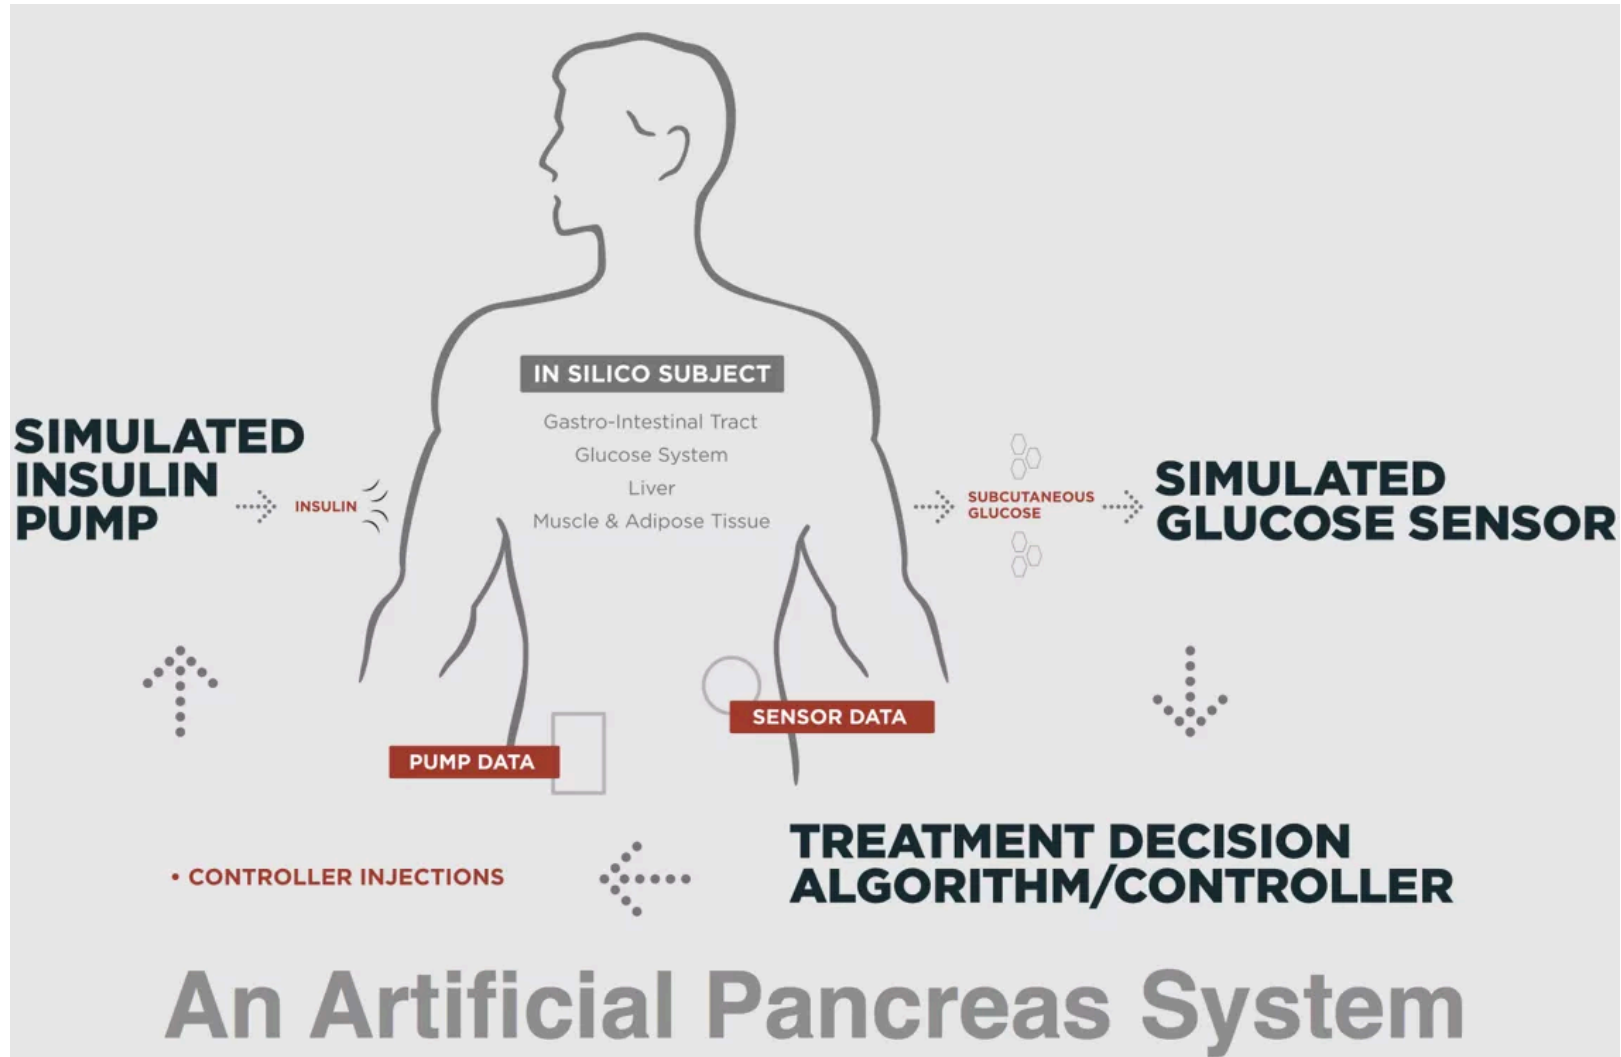 IN SILICO SUBJECT
Gastro-Intestinal Tract
Glucose System
Liver
Muscle & Adipose Tissue
SIMULATED
INSULIN
PUMP
INSULIN
SUBCUTANEOUS
GLUCOSE
SIMULATED
GLUCOSE SENSOR
SENSOR DATA
PUMP DATA
TREATMENT DECISION
ALGORITHM/CONTROLLER
• CONTROLLER INJECTIONS
An Artificial Pancreas System